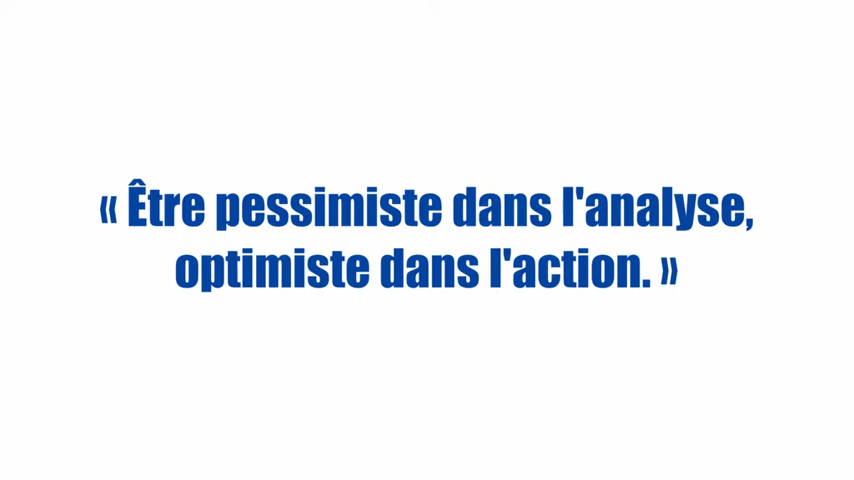 « Être pessimiste dans l'analyse,
optimiste dans l'action. »